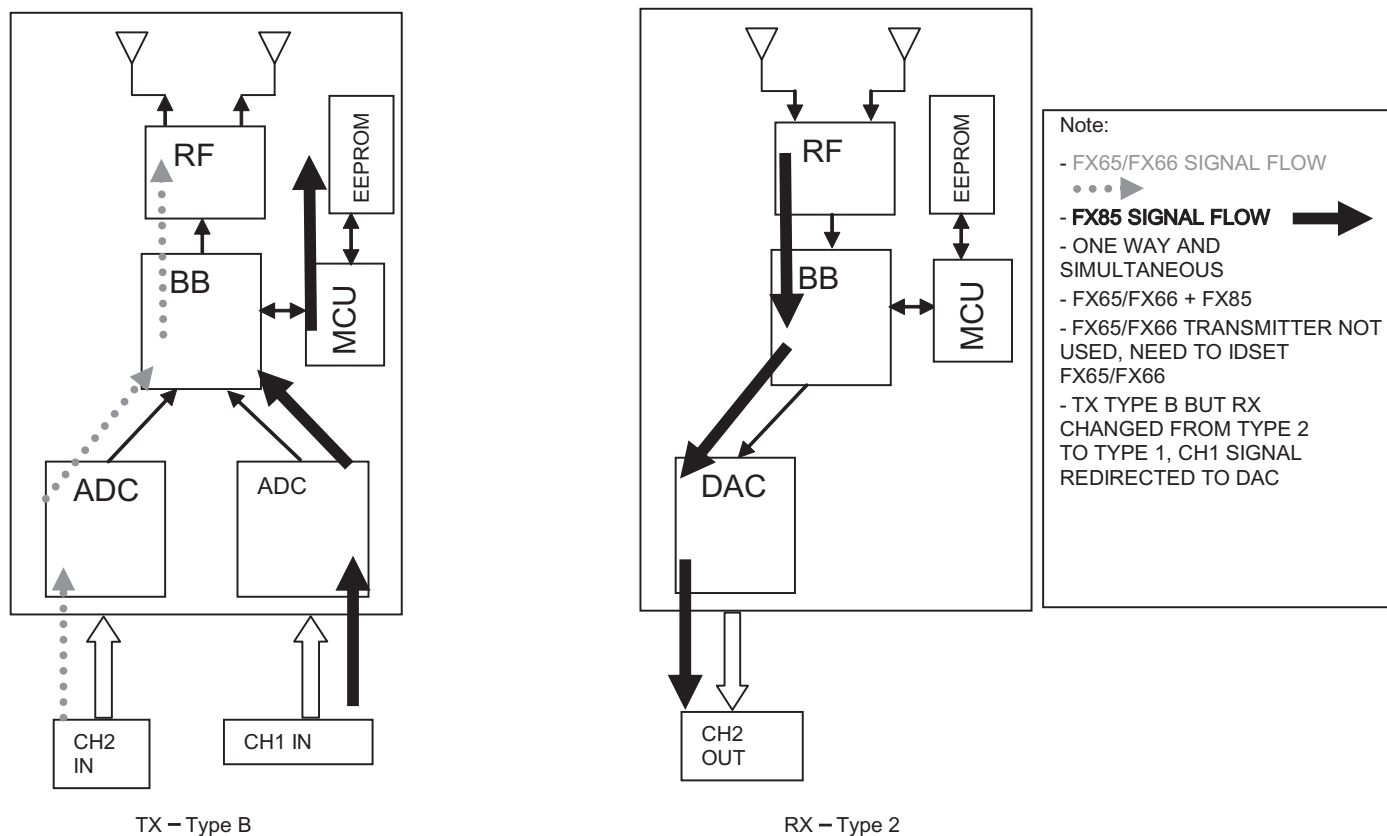 RF
EEPROM
BB
MCU
ADC
ADC
CH2
IN
CH1 IN
TX – Type B
RF
EEPROM
BB
MCU
DAC
CH2
OUT
RX – Type 2
Note:
- FX65/FX66 SIGNAL FLOW
- FX85 SIGNAL FLOW
- ONE WAY AND
SIMULTANEOUS
- FX65/FX66 + FX85
- FX65/FX66 TRANSMITTER NOT
USED, NEED TO IDSET
FX65/FX66
- TX TYPE B BUT RX
CHANGED FROM TYPE 2
TO TYPE 1, CH1 SIGNAL
REDIRECTED TO DAC